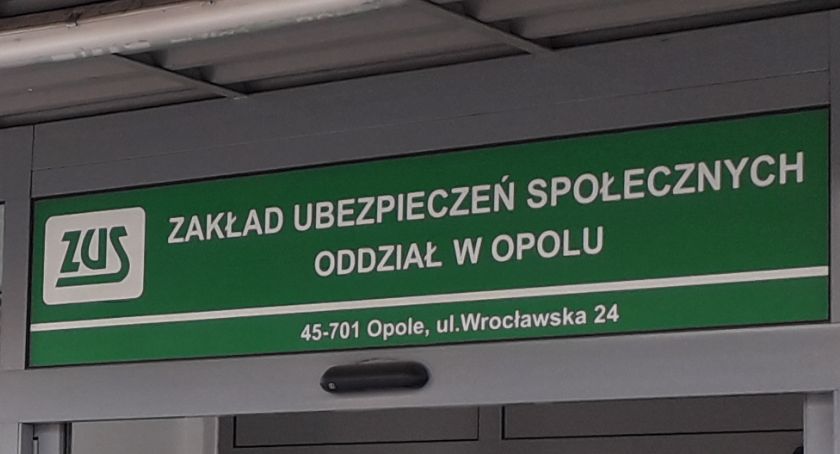 ZUS
ZAKŁAD UBEZPIECZEŃ SPOŁECZNYCH
ODDZIAŁ W OPOLU
45-701 Opole, ul.Wrocławska 24